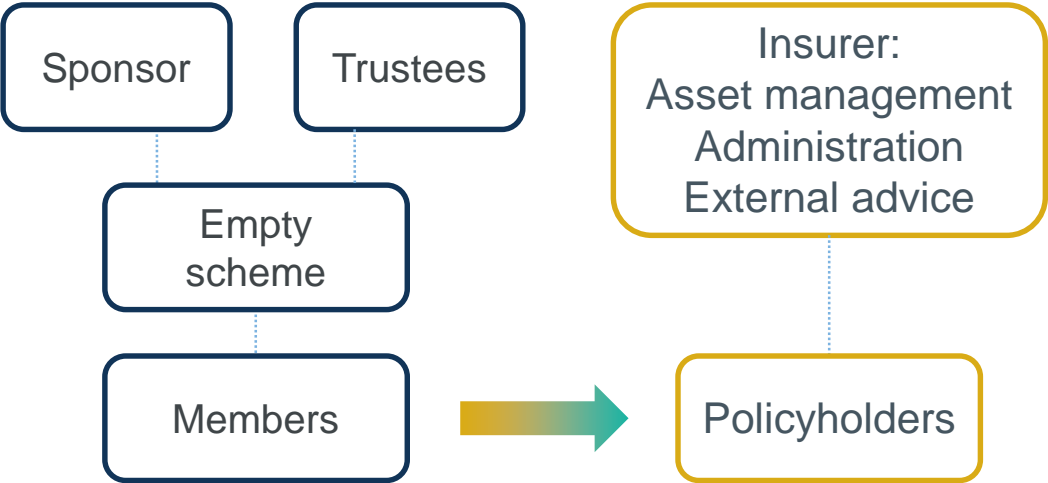 Sponsor
Trustees
Empty
scheme
Members
Insurer:
Asset management
Administration
External advice
Policyholders